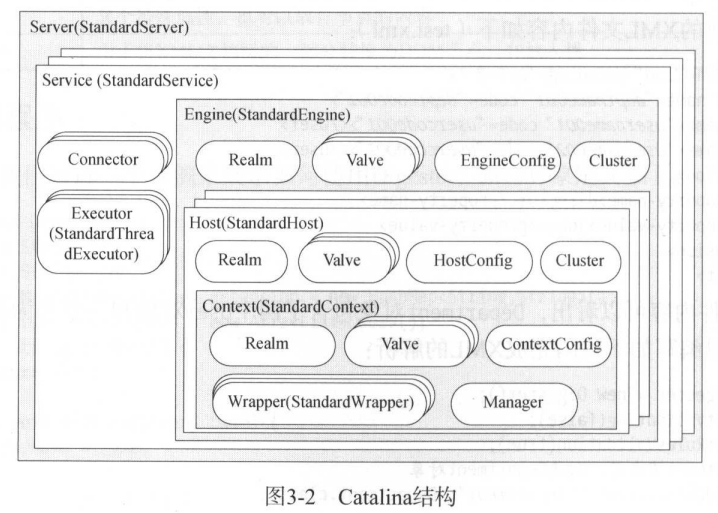 Server(StandardServer)
Service (StandardService)
Engine(StandardEngine)
Connector
Realm
Valve
EngineConfig
Cluster
Executor
(StandardThrea
dExecutor)
Host(StandardHost)
Realm
Valve
HostConfig
Cluster
Context(StandardContext)
Realm
Valve
ContextConfig
Wrapper(StandardWrapper)
Manager
图3-2 Catalina结构